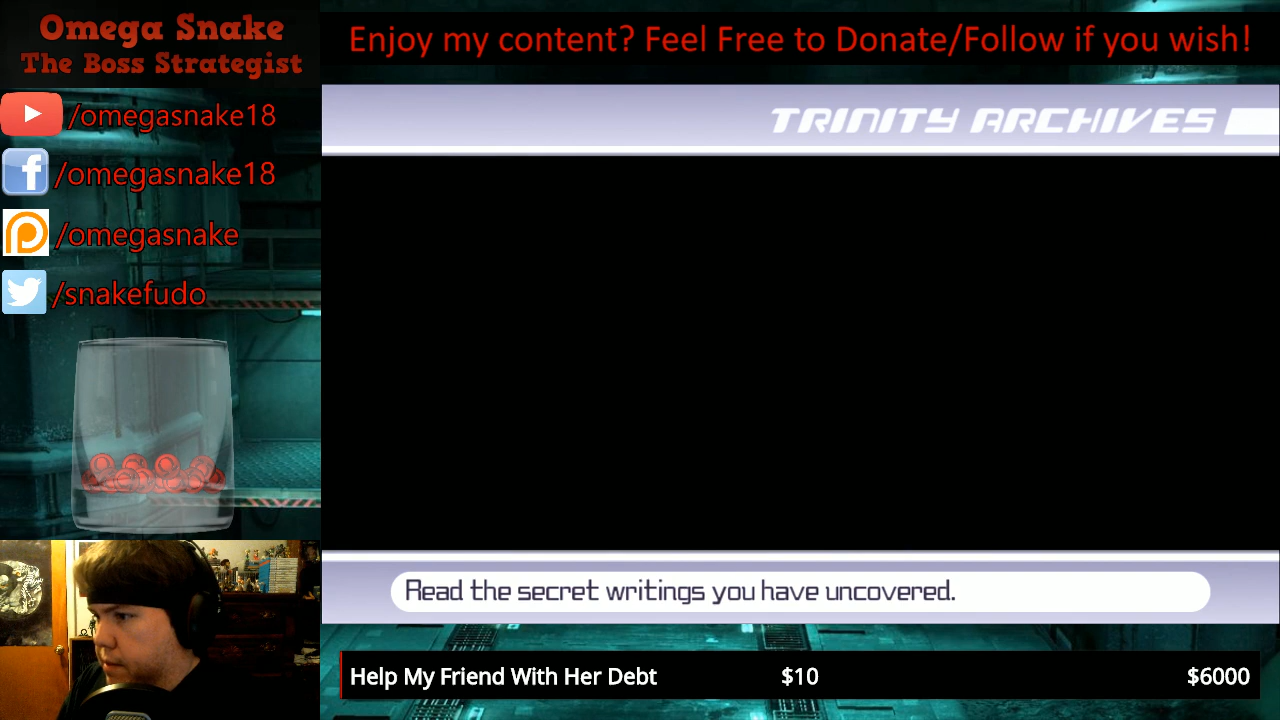 Omega Snake
The Boss Strategist
/omegasnake18
/omegasnake18
/omegasnake
/snakefudo
Enjoy my content? Feel Free to Donate/Follow if you wish!
TRINITY ARCHIVES
Read the secret writings you have uncovered.
Help My Friend With Her Debt $10 $6000